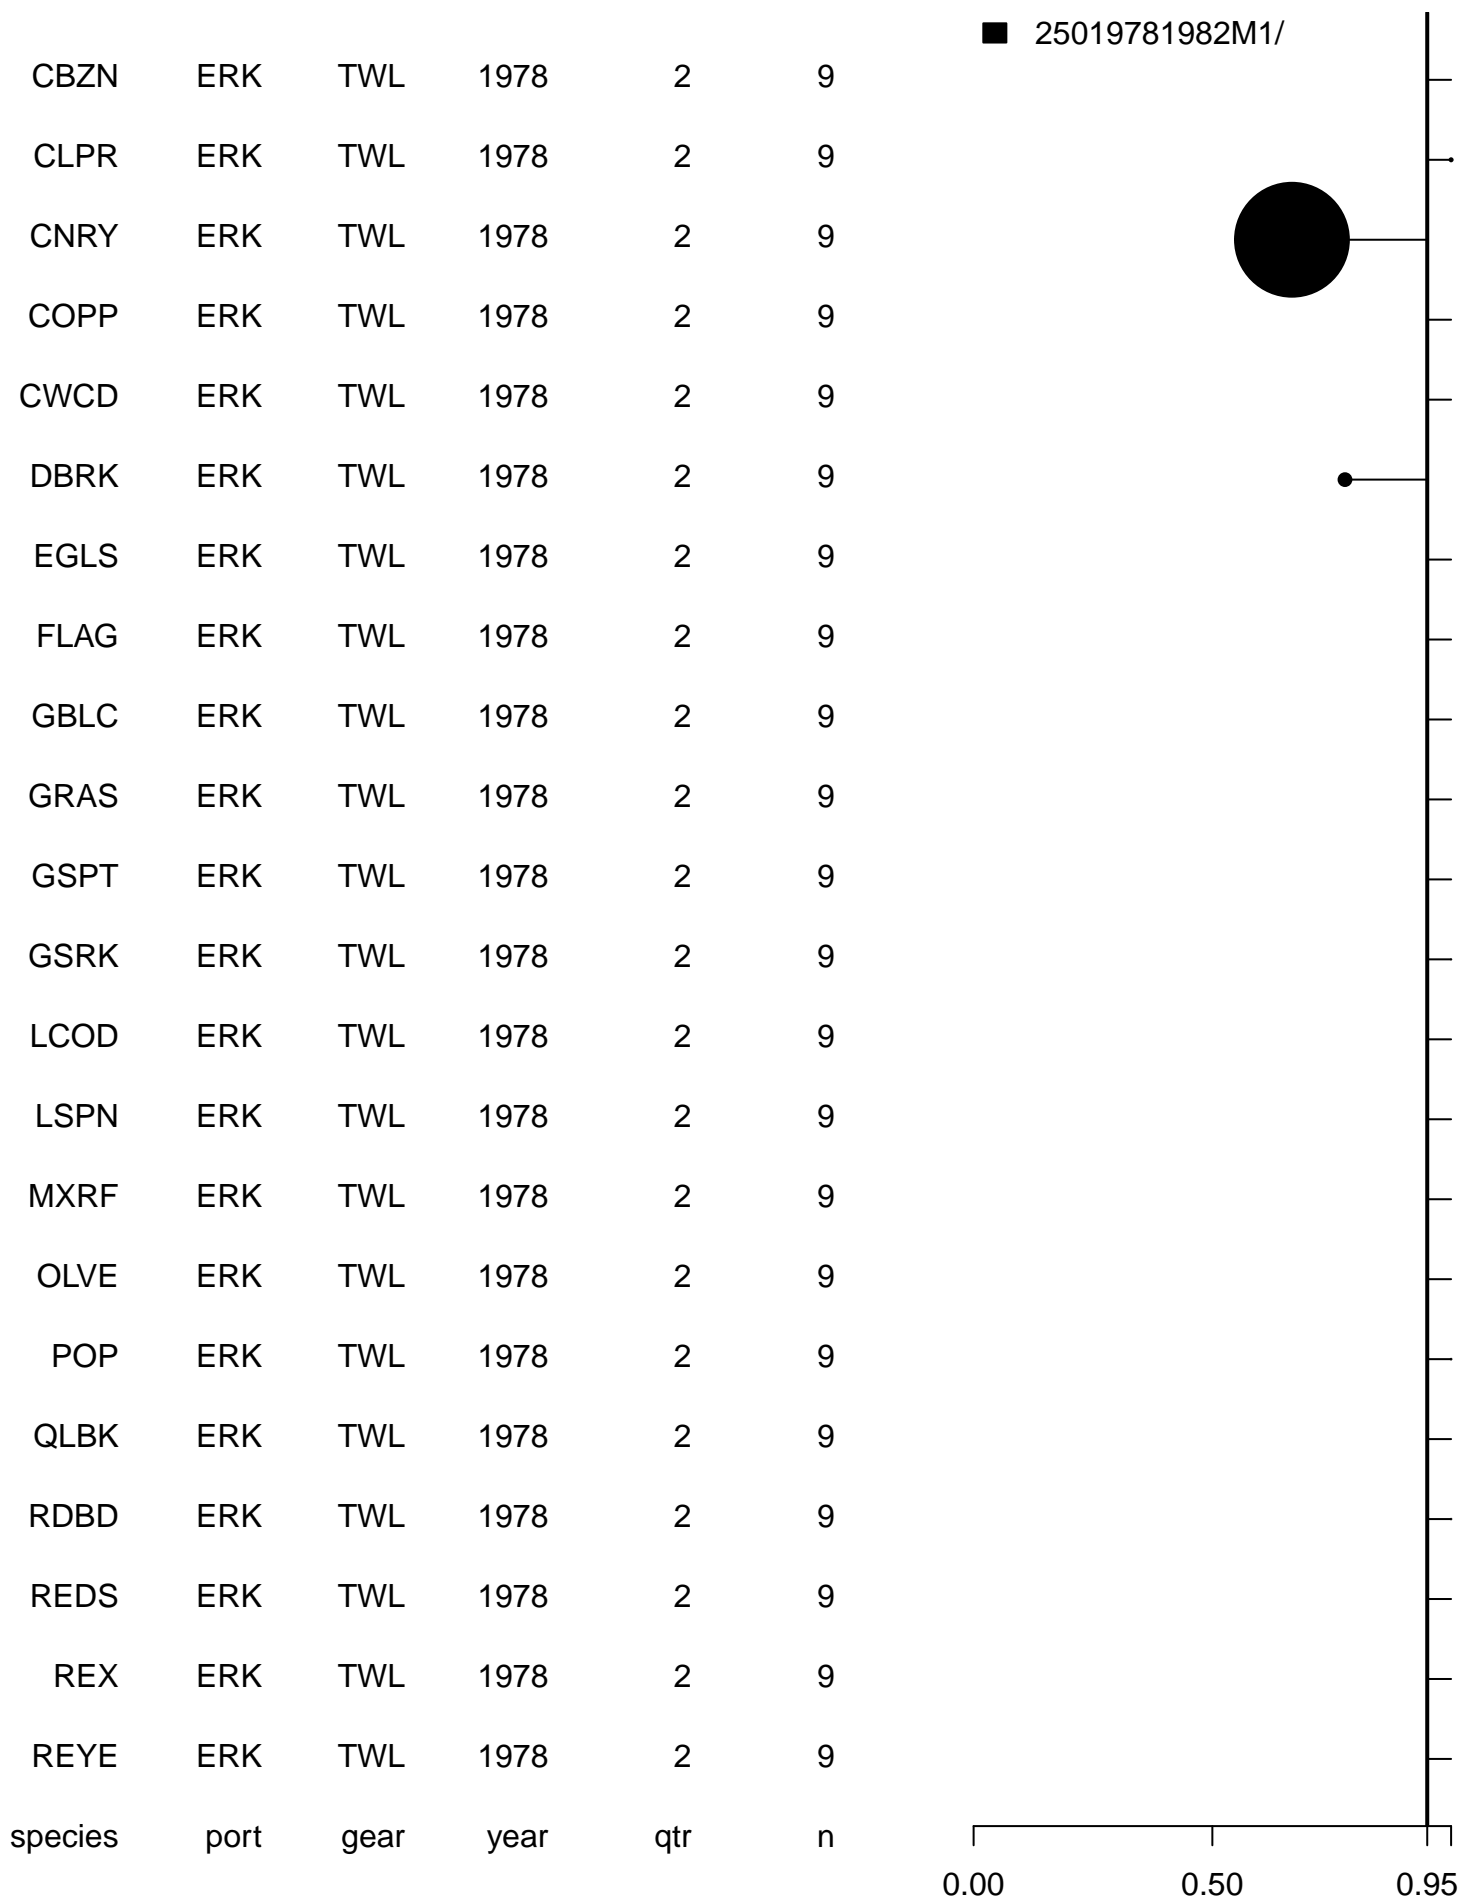 25019781982M1/
CBZN ERK TWL 1978 2 9
CLPR ERK TWL 1978 2 9
CNRY ERK TWL 1978 2 9
COPP ERK TWL 1978 2 9
CWCD ERK TWL 1978 2 9
DBRK ERK TWL 1978 2 9
EGLS ERK TWL 1978 2 9
FLAG ERK TWL 1978 2 9
GBLC ERK TWL 1978 2 9
GRAS ERK TWL 1978 2 9
GSPT ERK TWL 1978 2 9
GSRK ERK TWL 1978 2 9
LCOD ERK TWL 1978 2 9
LSPN ERK TWL 1978 2 9
MXRF ERK TWL 1978 2 9
OLVE ERK TWL 1978 2 9
POP ERK TWL 1978 2 9
QLBK ERK TWL 1978 2 9
RDBD ERK TWL 1978 2 9
REDS ERK TWL 1978 2 9
REX ERK TWL 1978 2 9
REYE ERK TWL 1978 2 9
species port gear year qtr n
0.00 0.50 0.95